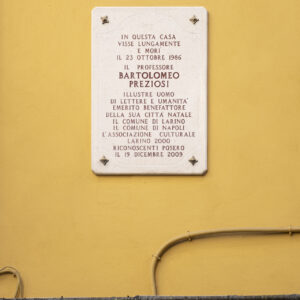 IN QUESTA CASA
VISSE LUNGAMENTE
E MORÌ
IL 23 OTTOBRE 1986
IL PROFESSORE
BARTOLOMEO
PREZIOSI
ILLUSTRE UOMO
DI LETTERE E UMANITA'
EMERITO BENEFATTORE
DELLA SUA CITTA' NATALE
IL COMUNE DI LARINO
IL COMUNE DI NAPOLI
L'ASSOCIAZIONE CULTURALE
LARINO 2000
RICONOSCENTI POSERO
IL 19 DICEMBRE 2009